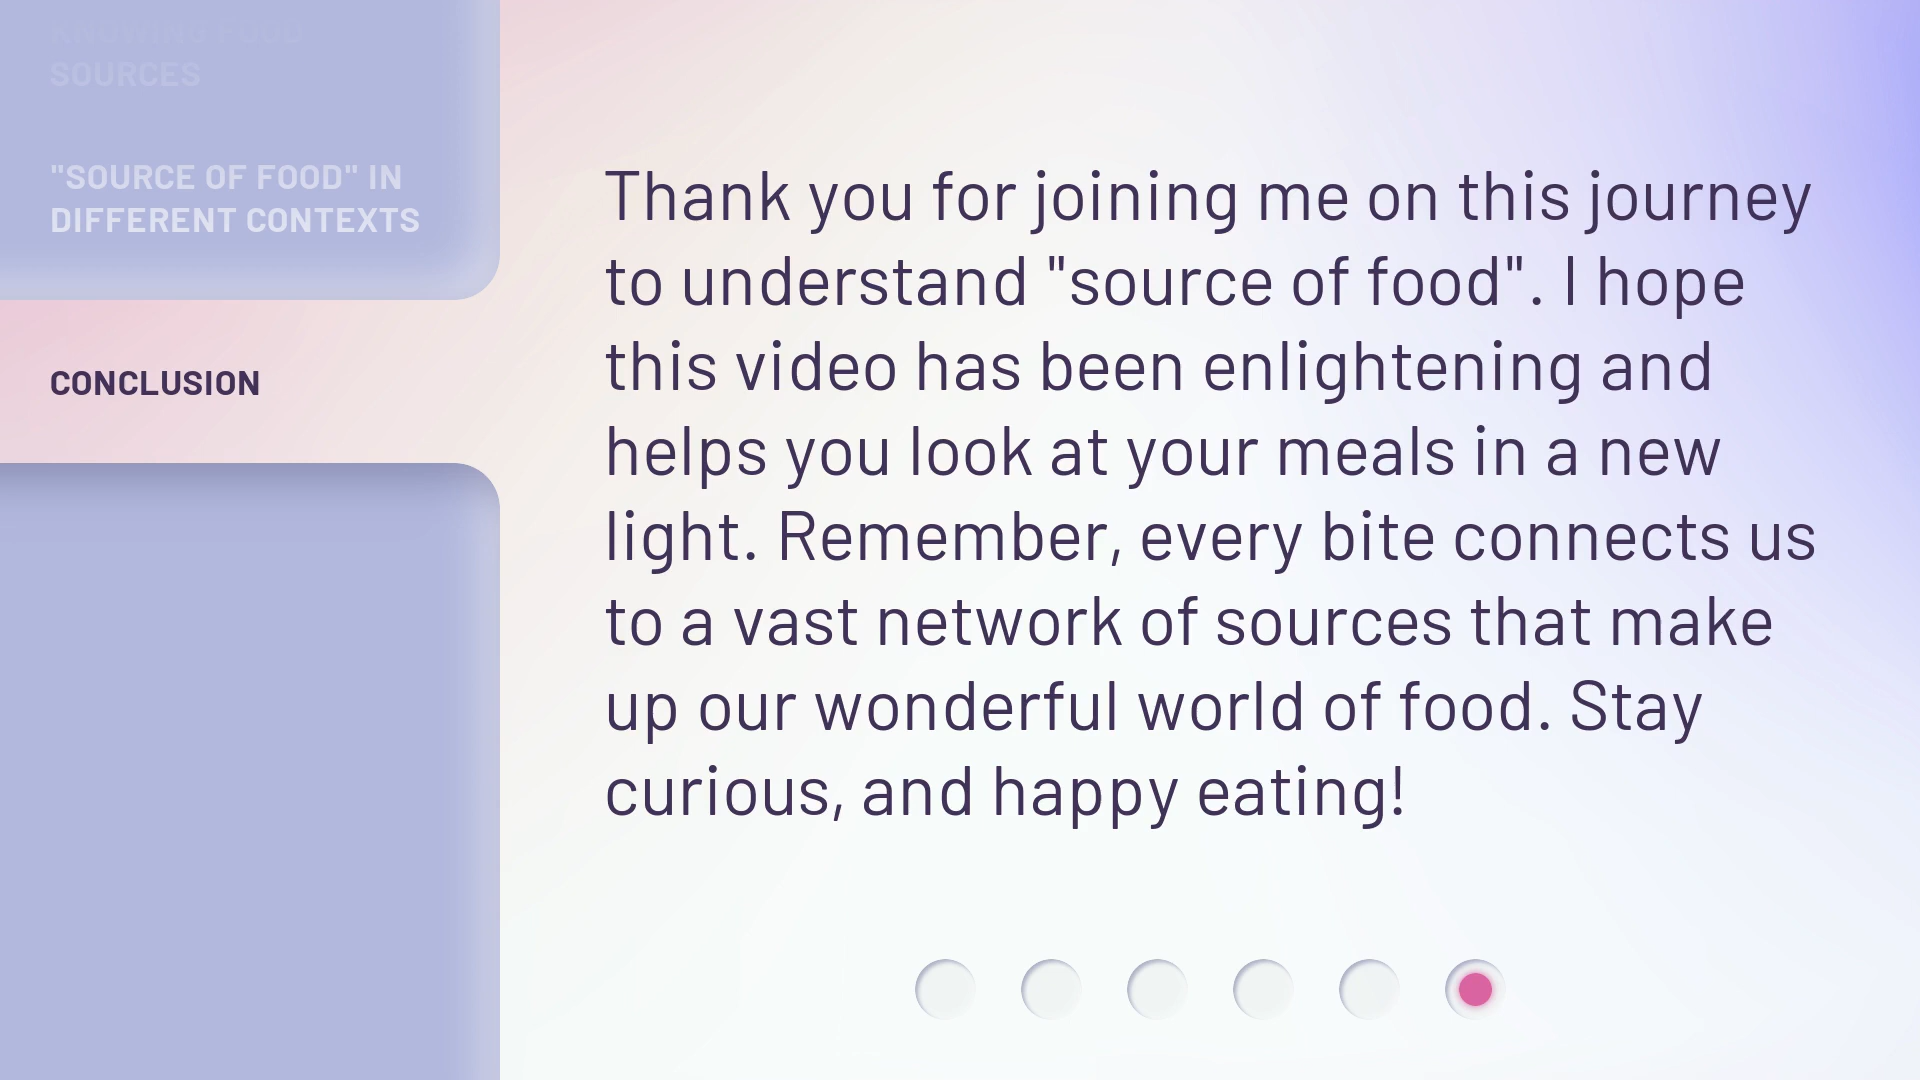 KNOWING FOOD
SOURCES
"SOURCE OF FOOD" IN
DIFFERENT CONTEXTS
CONCLUSION
Thank you for joining me on this journey
to understand "source of food". I hope
this video has been enlightening and
helps you look at your meals in a new
light. Remember, every bite connects us
to a vast network of sources that make
up our wonderful world of food. Stay
curious, and happy eating!